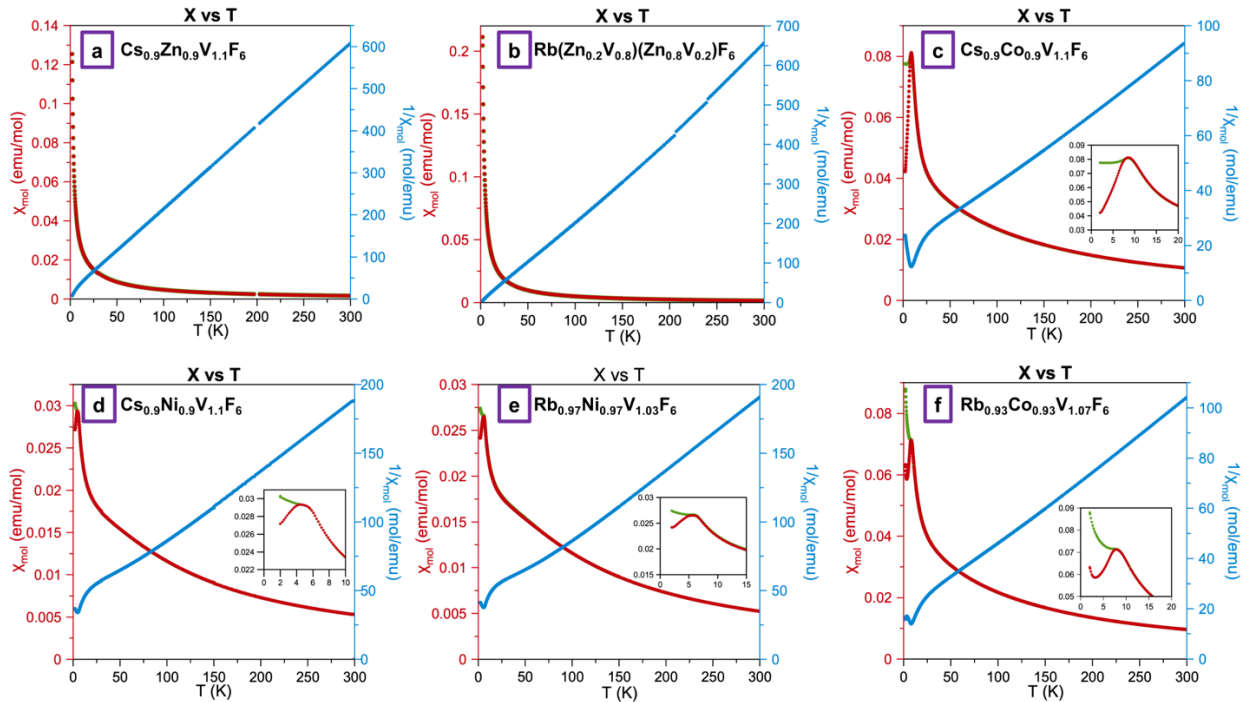 X vs T
a Cs0.9Zn0.9V1.1F6
0.14
0.12
0.1
0.08
0.06
0.04
0.02
0
Xmol (emu/mol)
600
500
400
300
200
100
0
1/χmol (mol/emu)
0 50 100 150 200 250 300
T (K)
X vs T
b Rb(Zn0.2V0.8)(Zn0.8V0.2)F6
0.2
0.15
0.1
0.05
0
Xmol (emu/mol)
700
600
500
400
300
200
100
0
1/χmol (mol/emu)
0 50 100 150 200 250 300
T (K)
X vs T
c Cs0.9Co0.9V1.1F6
0.1
0.08
0.06
0.04
0.02
0
Xmol (emu/mol)
100
80
60
40
20
0
1/χmol (mol/emu)
0.09
0.08
0.07
0.06
0.05
0.04
0.03
0 5 10 15 20
0 50 100 150 200 250 300
T (K)
X vs T
d Cs0.9Ni0.9V1.1F6
0.03
0.025
0.02
0.015
0.01
0.005
0
Xmol (emu/mol)
200
150
100
50
0
1/χmol (mol/emu)
0.03
0.028
0.026
0.024
0.022
0 2 4 6 8 10
0 50 100 150 200 250 300
T (K)
X vs T
e Rb0.97Ni0.97V1.03F6
0.03
0.025
0.02
0.015
0.01
0.005
0
Xmol (emu/mol)
200
150
100
50
0
1/χmol (mol/emu)
0.03
0.025
0.02
0.015
0 5 10 15
0 50 100 150 200 250 300
T (K)
X vs T
f Rb0.93Co0.93V1.07F6
0.08
0.06
0.04
0.02
0
Xmol (emu/mol)
100
80
60
40
20
0
1/χmol (mol/emu)
0.09
0.08
0.07
0.06
0.05
0 5 10 15 20
0 50 100 150 200 250 300
T (K)